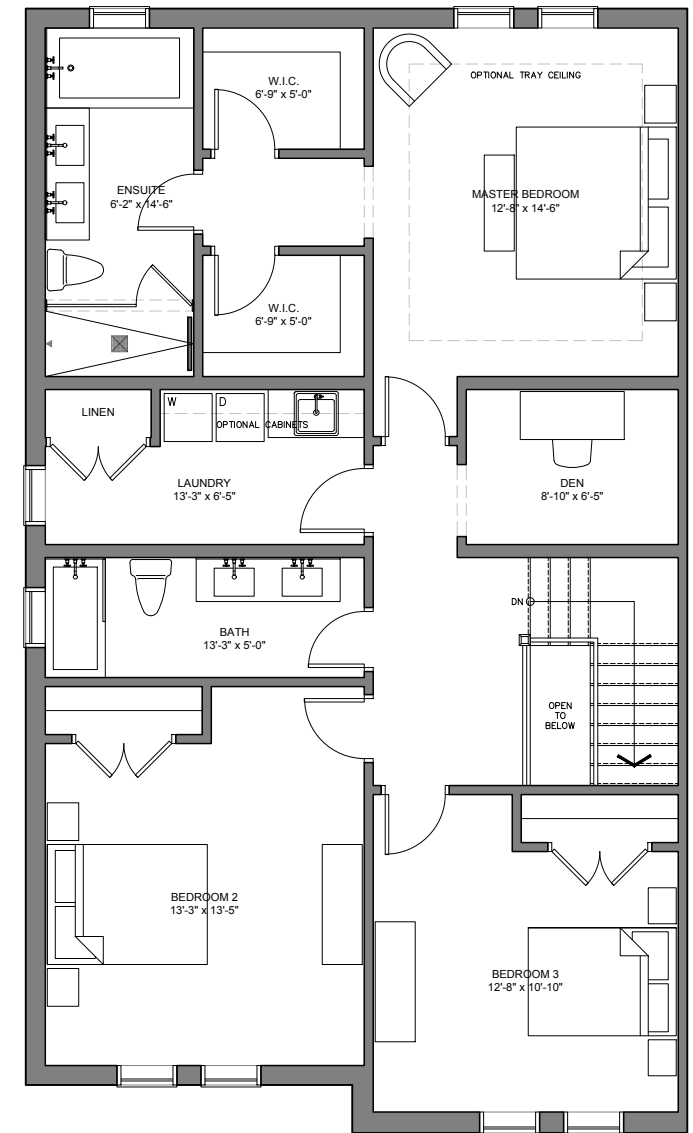 W.I.C.
6'-9" x 5'-0"
OPTIONAL TRAY CEILING
ENSUITE
6'-2" x 14'-6"
MASTER BEDROOM
12'-8" x 14'-6"
W.I.C.
6'-9" x 5'-0"
LINEN
W
D
OPTIONAL CABINETS
LAUNDRY
13'-3" x 6'-5"
DEN
8'-10" x 6'-5"
DN
BATH
13'-3" x 5'-0"
OPEN
TO
BELOW
BEDROOM 2
13'-3" x 13'-5"
BEDROOM 3
12'-8" x 10'-10"